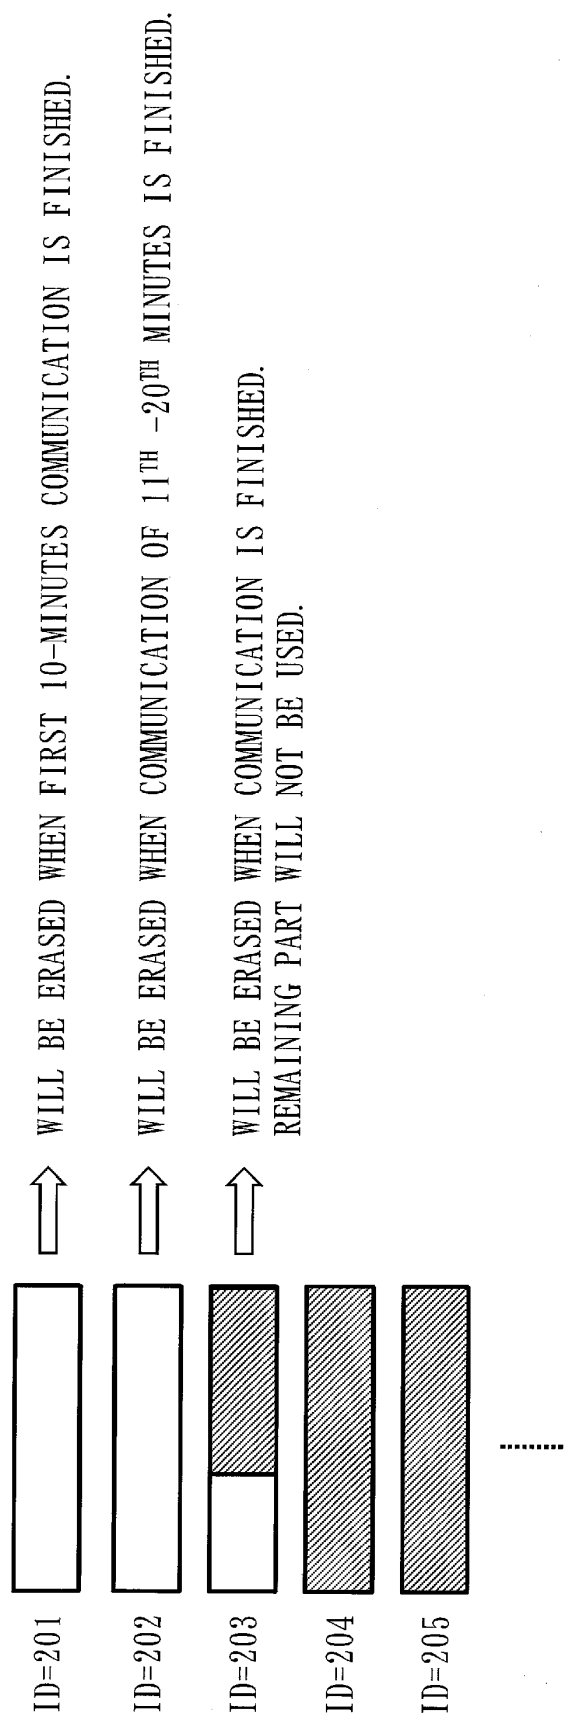 ID=201
WILL BE ERASED WHEN FIRST 10-MINUTES COMMUNICATION IS FINISHED.
ID=202
WILL BE ERASED WHEN COMMUNICATION OF 11TH -20TH MINUTES IS FINISHED.
ID=203
WILL BE ERASED WHEN COMMUNICATION IS FINISHED.
REMAINING PART WILL NOT BE USED.
ID=204
ID=205